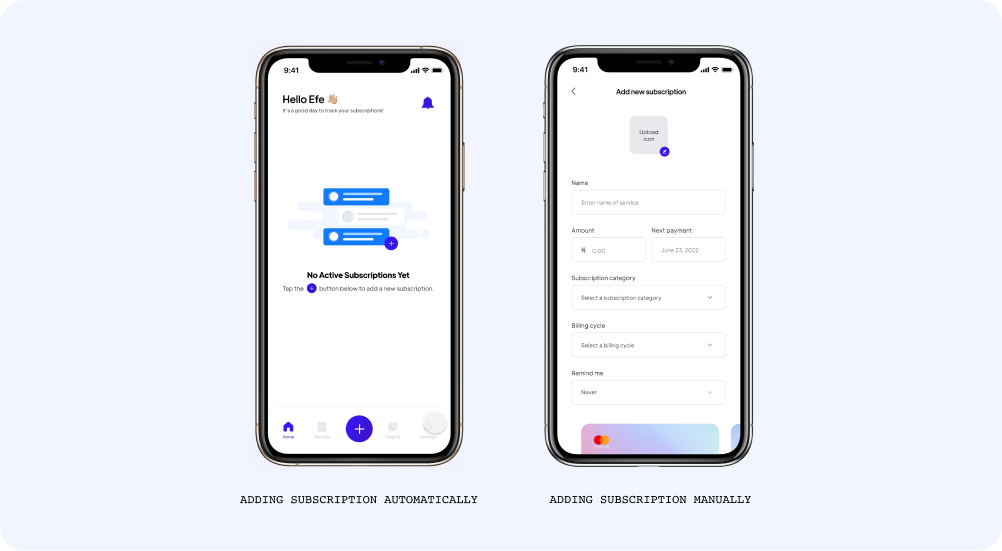 9:41
Hello Efe 👋🏼
It's a good day to track your subscriptions!
No Active Subscriptions Yet
Tap the + button below to add a new subscription.
Home
Services
Insights
Settings
ADDING SUBSCRIPTION AUTOMATICALLY
9:41
Add new subscription
Upload
icon
Name
Enter name of service
Amount
Next payment
₦ 0.00
June 23, 2022
Subscription category
Select a subscription category
Billing cycle
Select a billing cycle
Remind me
Never
ADDING SUBSCRIPTION MANUALLY